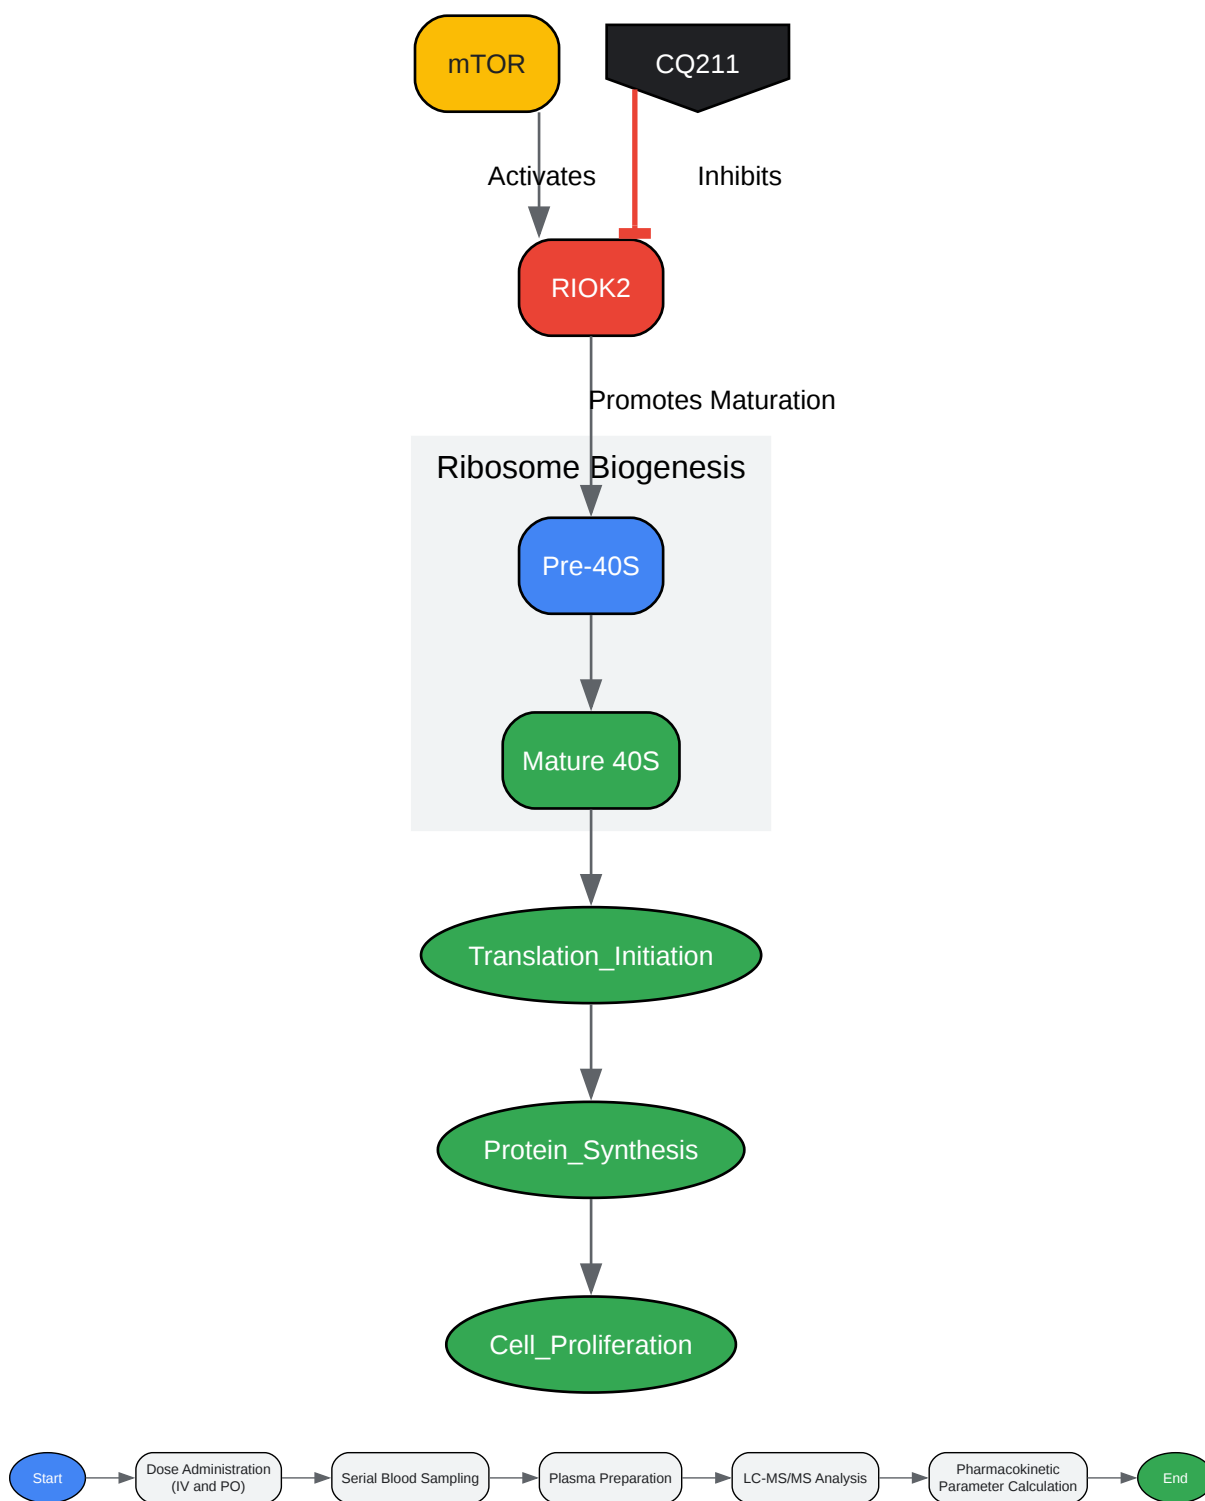 mTOR
CQ211
Activates
Inhibits
RIOK2
Promotes Maturation
Ribosome Biogenesis
Pre-40S
Mature 40S
Translation_Initiation
Protein_Synthesis
Cell_Proliferation
Start
Dose Administration
(IV and PO)
Serial Blood Sampling
Plasma Preparation
LC-MS/MS Analysis
Pharmacokinetic
Parameter Calculation
End